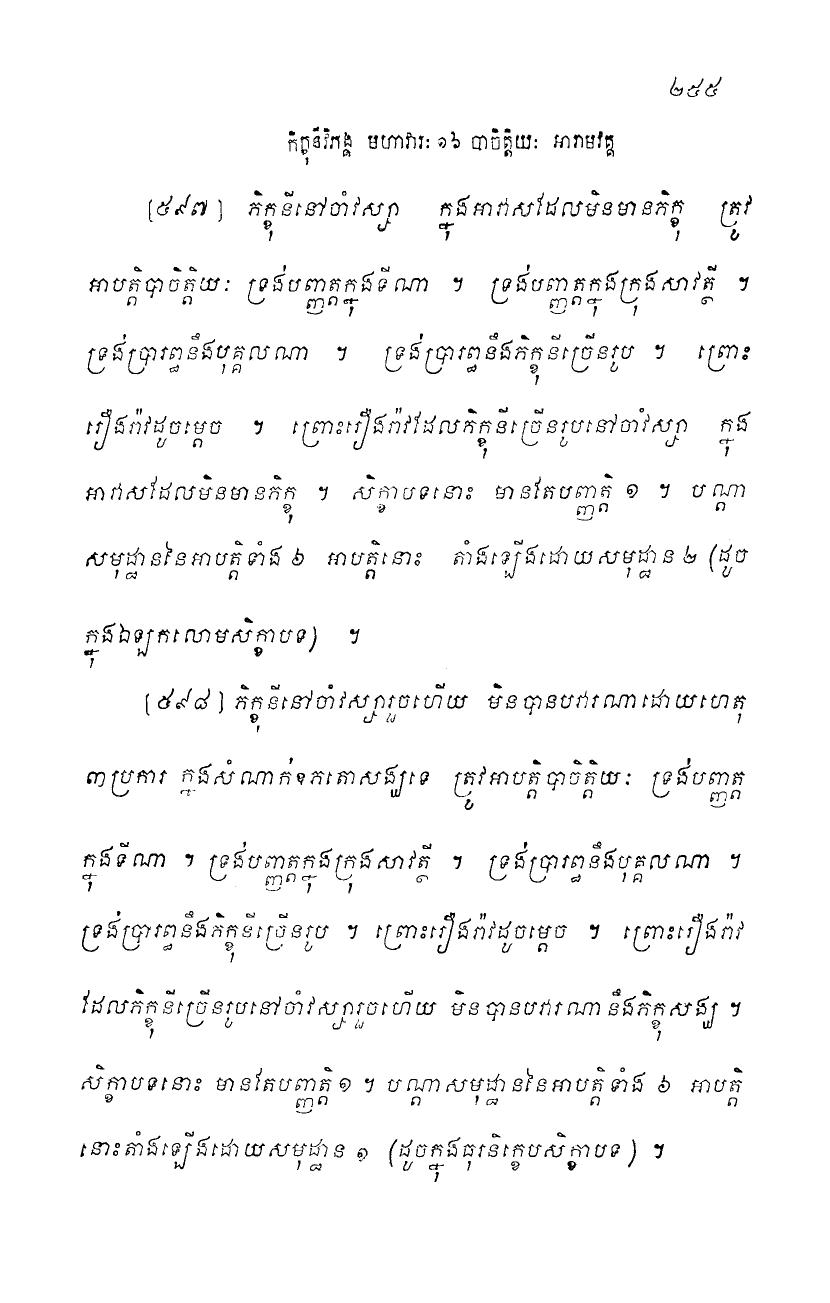 ២៥៥
ភិក្ខុនីវិភង្គ មហាវារៈ ១៦ បាចិត្តិយៈ អារាមវគ្គ
[៥៩៧] ភិក្ខុនីនៅចាំវស្សា ក្នុងអាវាសដែលមិនមានភិក្ខុ ត្រូវ
អាបត្តិបាចិត្តិយៈ ទ្រង់បញ្ញត្តក្នុងទីណា ។ ទ្រង់បញ្ញត្តក្នុងក្រុងសាវត្ថី ។
ទ្រង់ប្រារព្ធនឹងបុគ្គលណា ។ ទ្រង់ប្រារព្ធនឹងភិក្ខុនីច្រើនរូប ។ ព្រោះ
រឿងរ៉ាវដូចម្តេច ។ ព្រោះរឿងរ៉ាវដែលភិក្ខុនីច្រើនរូបនៅចាំវស្សា ក្នុង
អាវាសដែលមិនមានភិក្ខុ ។ សិក្ខាបទនោះ មានតែបញ្ញត្តិ ១ ។ បណ្តា
សមុដ្ឋាននៃអាបត្តិទាំង ៦ អាបត្តិនោះ តាំងឡើងដោយសមុដ្ឋាន ២ (ដូច
ក្នុងឯឡកលោមសិក្ខាបទ) ។
[៥៩៨] ភិក្ខុនីនៅចាំវស្សារួចហើយ មិនបានបវារណាដោយហេតុ
៣ប្រការ ក្នុងសំណាក់ឧភតោសង្ឃទេ ត្រូវអាបត្តិបាចិត្តិយៈ ទ្រង់បញ្ញត្ត
ក្នុងទីណា ។ ទ្រង់បញ្ញត្តក្នុងក្រុងសាវត្ថី ។ ទ្រង់ប្រារព្ធនឹងបុគ្គលណា ។
ទ្រង់ប្រារព្ធនឹងភិក្ខុនីច្រើនរូប ។ ព្រោះរឿងរ៉ាវដូចម្តេច ។ ព្រោះរឿងរ៉ាវ
ដែលភិក្ខុនីច្រើនរូបនៅចាំវស្សារួចហើយ មិនបានបវារណានឹងភិក្ខុសង្ឃ ។
សិក្ខាបទនោះ មានតែបញ្ញត្តិ ១ ។ បណ្តាសមុដ្ឋាននៃអាបត្តិទាំង ៦ អាបត្តិ
នោះតាំងឡើងដោយសមុដ្ឋាន ១ (ដូចក្នុងធុរនិក្ខេបសិក្ខាបទ) ។